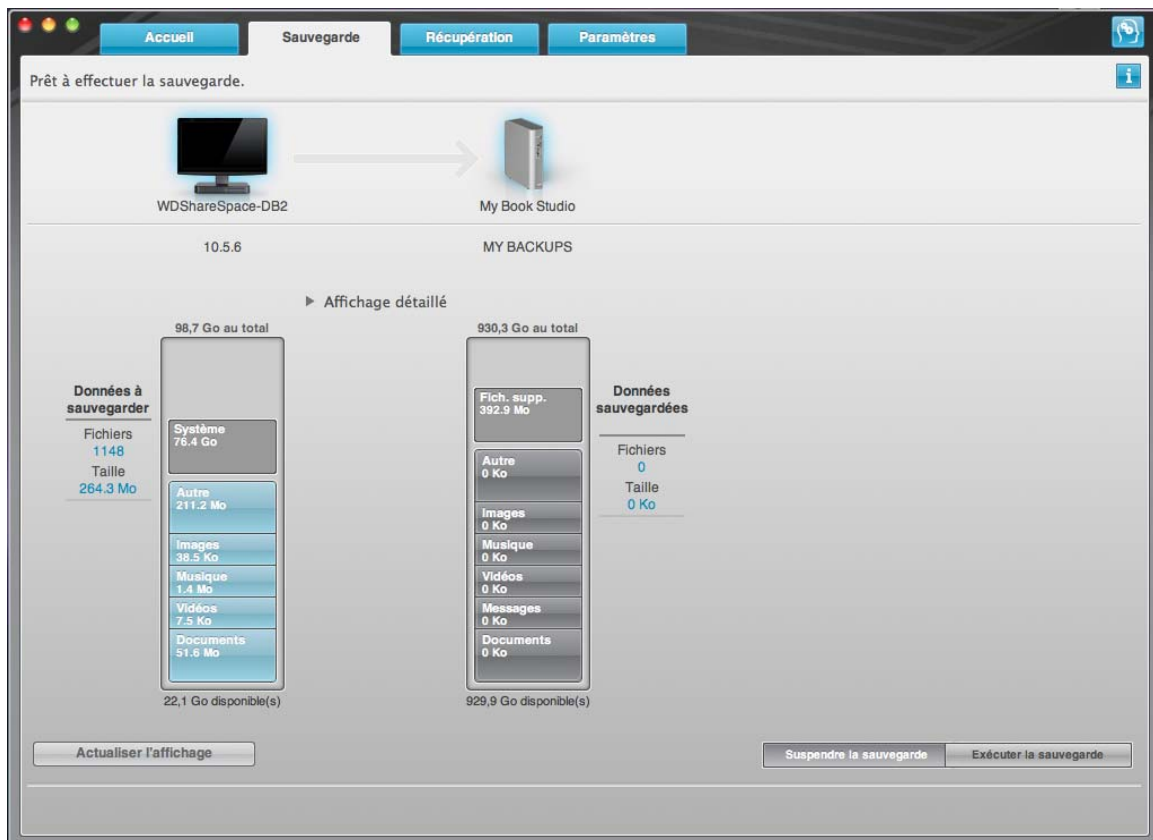 Accueil
Sauvegarde
Récupération
Paramètres
Prêt à effectuer la sauvegarde.
i
WDShareSpace-DB2
My Book Studio
10.5.6
MY BACKUPS
Affichage détaillé
98,7 Go au total
930,3 Go au total
Données à
sauvegarder
Fichiers
1148
Taille
264.3 Mo
Système
76.4 Go
Autre
211.2 Mo
Images
38.5 Ko
Musique
1.4 Mo
Vidéos
7.5 Ko
Documents
51.6 Mo
22,1 Go disponible(s)
Fich. supp.
392.9 Mo
Autre
0 Ko
Images
0 Ko
Musique
0 Ko
Vidéos
0 Ko
Messages
0 Ko
Documents
0 Ko
929,9 Go disponible(s)
Données
sauvegardées
Fichiers
0
Taille
0 Ko
Actualiser l'affichage
Suspendre la sauvegarde
Exécuter la sauvegarde